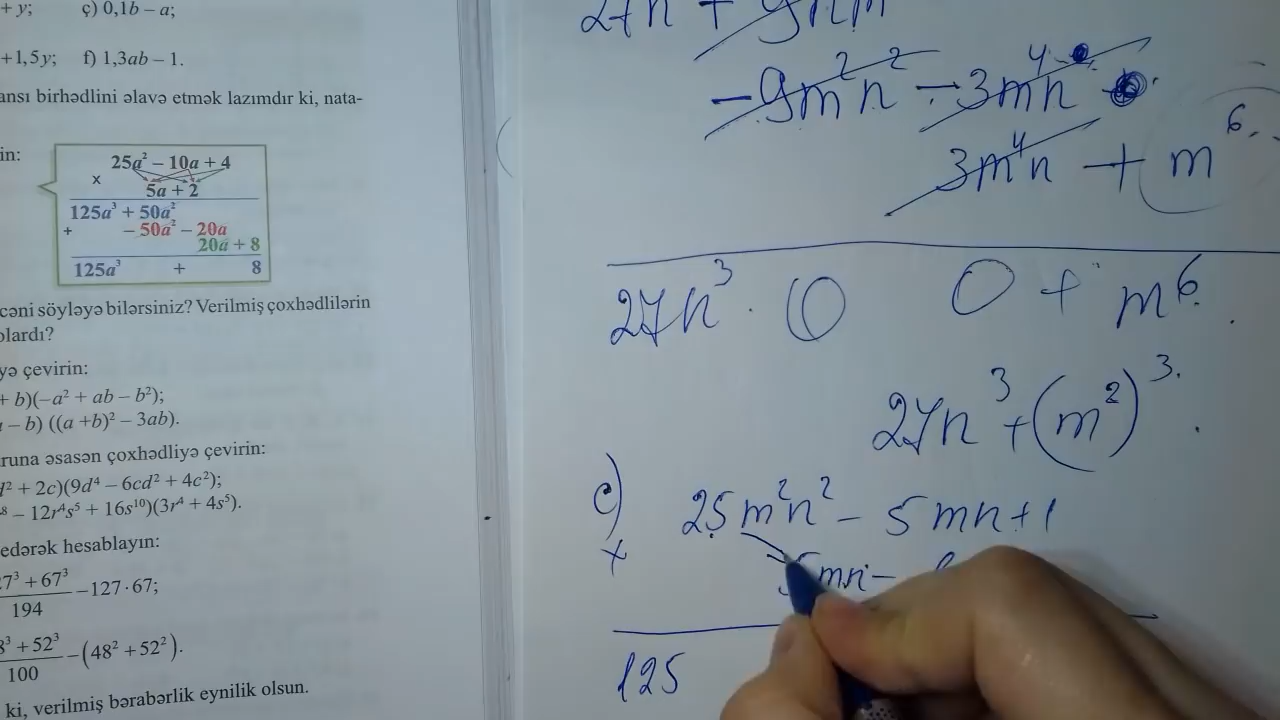 + y; ç) 0,1b – a;
+1,5y; f) 1,3ab – 1.
ansı birhədlini əlavə etmək lazımdır ki, nata-
in:
25a² – 10a + 4
x 5a + 2
125a³ + 50a²
+ – 50a² – 20a
20a + 8
125a³ + 8
cəni söyləyə bilərsiniz? Verilmiş çoxhədlilərin
olardı?
yə çevirin:
+ b)(–a² + ab – b²);
– b) ((a +b)² – 3ab).
runa əsasən çoxhədliyə çevirin:
d² + 2c)(9d⁴ – 6cd² + 4c²);
⁸ – 12r⁴s⁵ + 16s¹⁰)(3r⁴ + 4s⁵).
edərək hesablayın:
27³ + 67³
194
–127 · 67;
8³ + 52³
100
–(48² + 52²).
ki, verilmiş bərabərlik eynilik olsun.
–9m²n² – 3m⁴n
3m⁴n + m⁶.
27n³ 0 0 + m⁶.
27n³ + (m²)³.
e) 25m²n² – 5mn + 1
x 5mn –
125